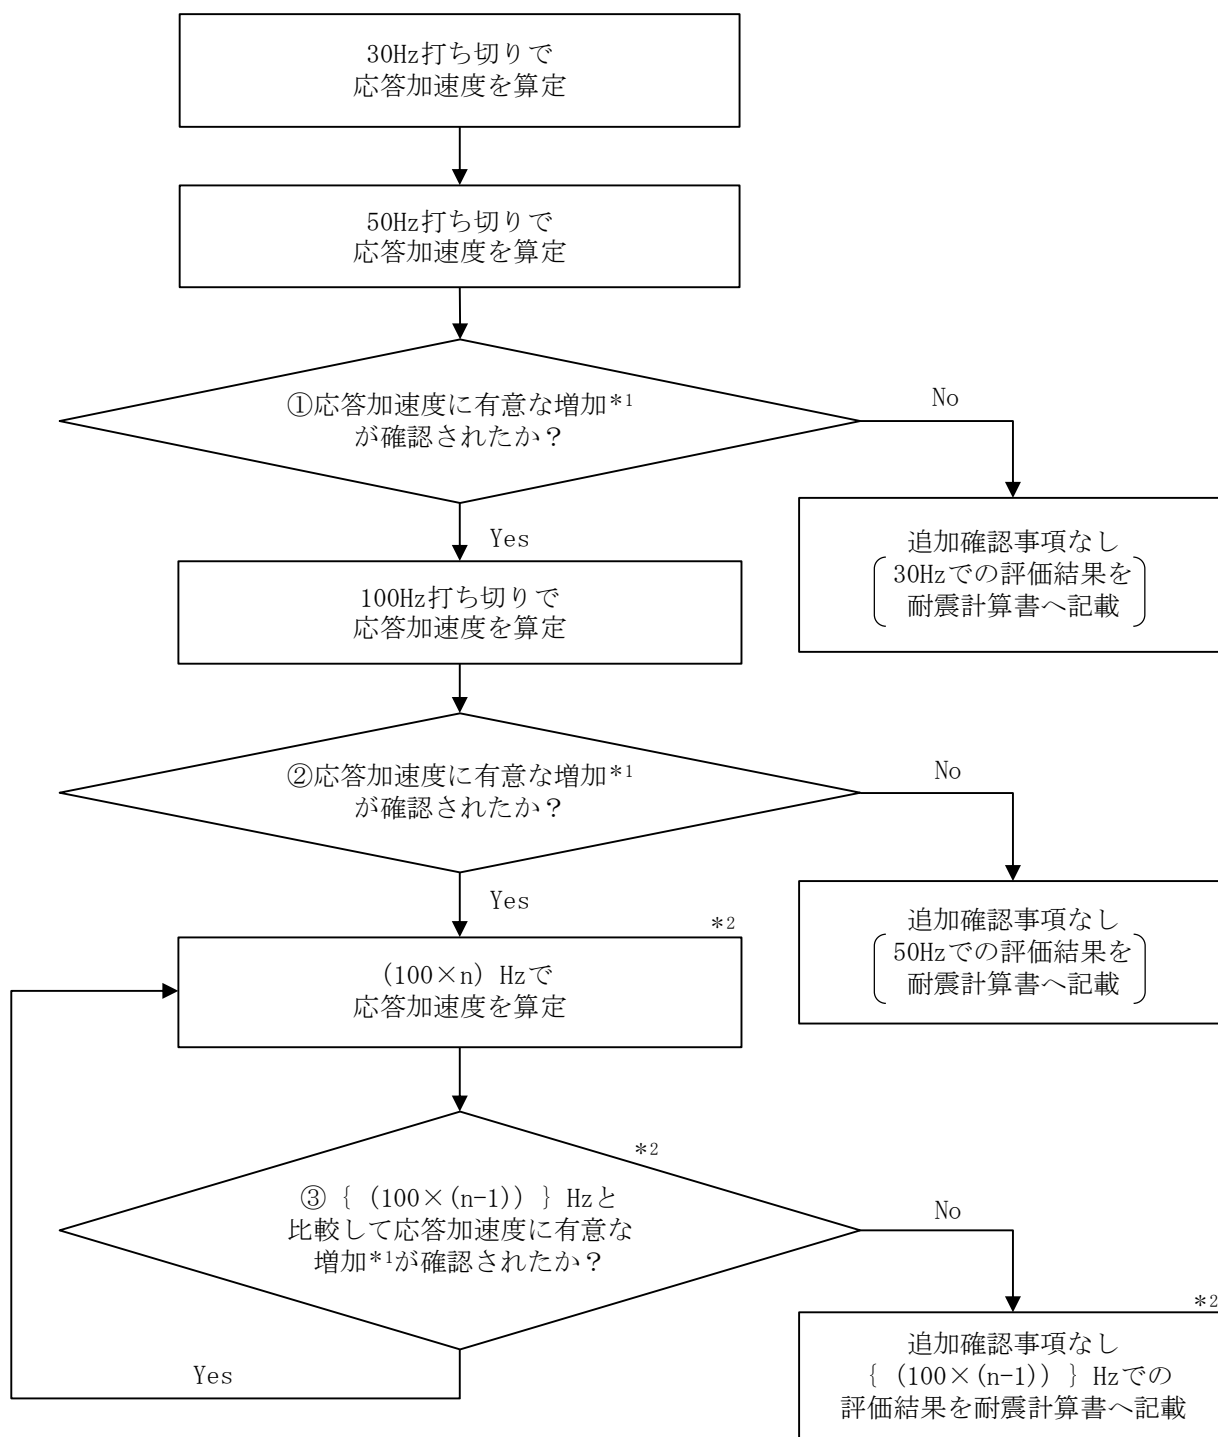 30Hz打ち切りで
応答加速度を算定
50Hz打ち切りで
応答加速度を算定
①応答加速度に有意な増加*1
が確認されたか？
No
Yes
追加確認事項なし
30Hzでの評価結果を
耐震計算書へ記載
100Hz打ち切りで
応答加速度を算定
②応答加速度に有意な増加*1
が確認されたか？
No
Yes
追加確認事項なし
50Hzでの評価結果を
耐震計算書へ記載
*2
(100×n) Hzで
応答加速度を算定
*2
③ { (100×(n-1)) } Hzと
比較して応答加速度に有意な
増加*1が確認されたか？
No
Yes
*2
追加確認事項なし
{ (100×(n-1)) } Hzでの
評価結果を耐震計算書へ記載